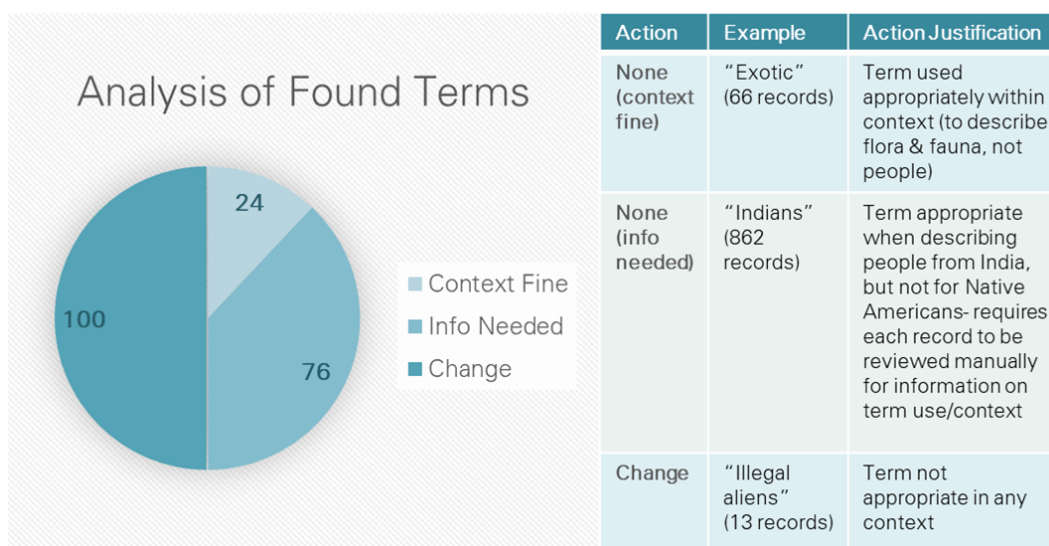 Analysis of Found Terms
24
100
76
Context Fine
Info Needed
Change
Action
Example
Action Justification
None
(context
fine)
“Exotic”
(66 records)
Term used
appropriately within
context (to describe
flora & fauna, not
people)
None
(info
needed)
“Indians”
(862
records)
Term appropriate
when describing
people from India,
but not for Native
Americans- requires
each record to be
reviewed manually
for information on
term use/context
Change
“Illegal
aliens”
(13 records)
Term not
appropriate in any
context